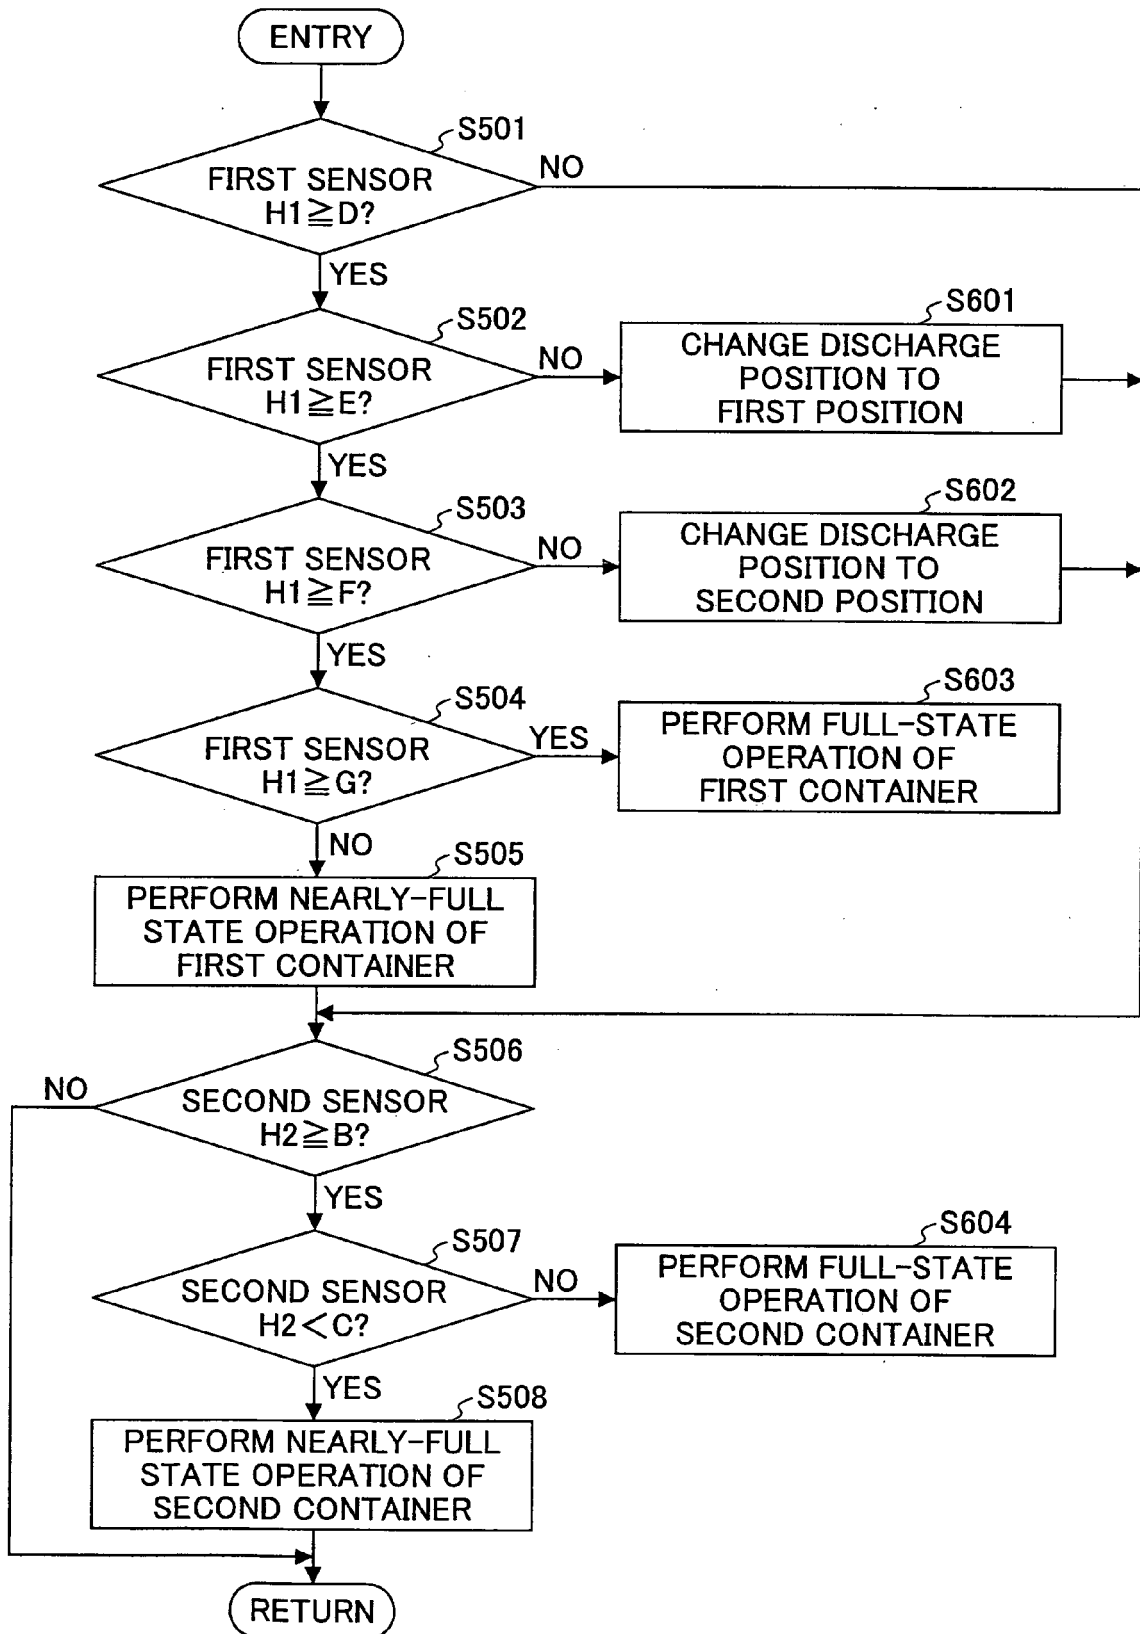 ENTRY
S501
FIRST SENSOR
H1≧D?
NO
YES
S502
FIRST SENSOR
H1≧E?
NO
S601
CHANGE DISCHARGE
POSITION TO
FIRST POSITION
YES
S503
FIRST SENSOR
H1≧F?
NO
S602
CHANGE DISCHARGE
POSITION TO
SECOND POSITION
YES
S504
FIRST SENSOR
H1≧G?
YES
S603
PERFORM FULL-STATE
OPERATION OF
FIRST CONTAINER
NO
S505
PERFORM NEARLY-FULL
STATE OPERATION OF
FIRST CONTAINER
S506
SECOND SENSOR
H2≧B?
NO
YES
S507
SECOND SENSOR
H2<C?
NO
S604
PERFORM FULL-STATE
OPERATION OF
SECOND CONTAINER
YES
S508
PERFORM NEARLY-FULL
STATE OPERATION OF
SECOND CONTAINER
RETURN